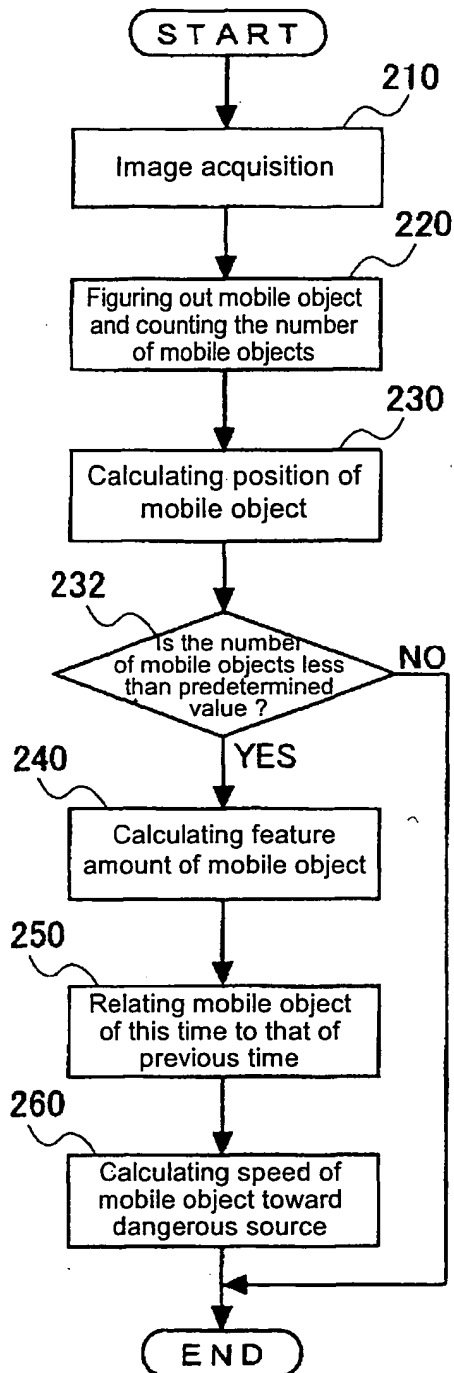 START
210
Image acquisition
220
Figuring out mobile object
and counting the number
of mobile objects
230
Calculating position of
mobile object
232
Is the number
of mobile objects less
than predetermined
value ?
NO
YES
240
Calculating feature
amount of mobile object
250
Relating mobile object
of this time to that of
previous time
260
Calculating speed of
mobile object toward
dangerous source
END